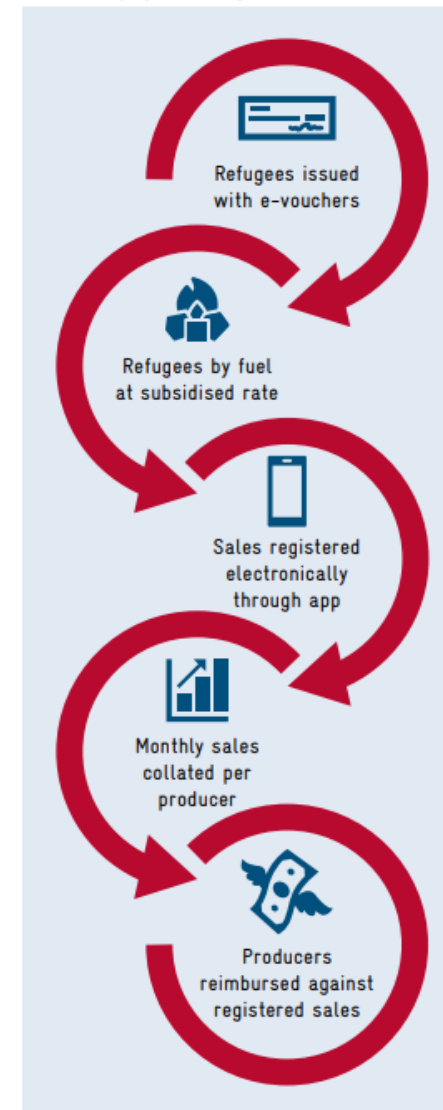 Refugees issued
with e-vouchers
Refugees by fuel
at subsidised rate
Sales registered
electronically
through app
Monthly sales
collated per
producer
Producers
reimbursed against
registered sales